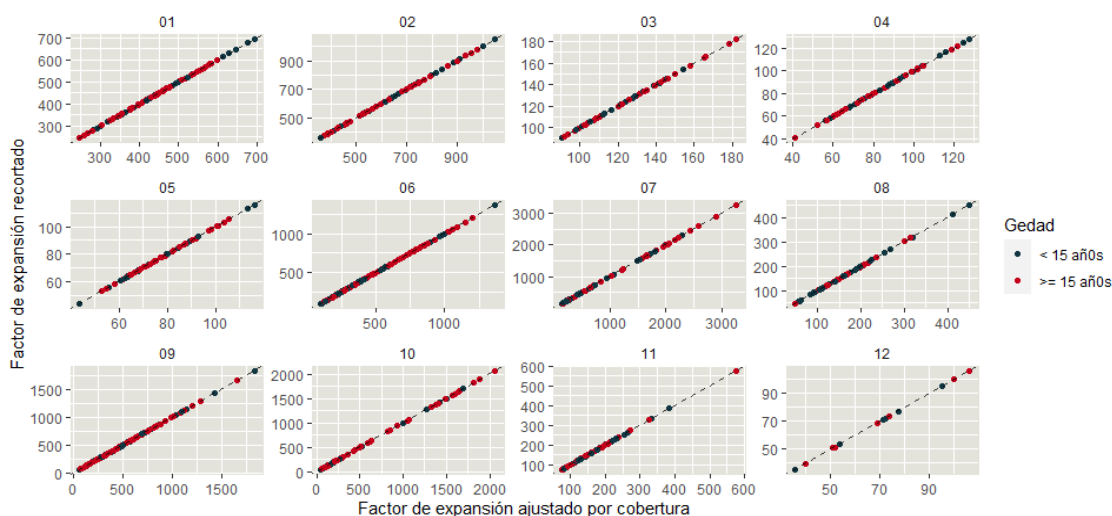 01 02 03 04
700 600 500 400 300
300 400 500 600 700
900 700 500
500 700 900
180 160 140 120 100
100 120 140 160 180
120 100 80 60 40
40 60 80 100 120
05 06 07 08
100 80 60
60 80 100
1000 500
500 1000
3000 2000 1000
1000 2000 3000
400 300 200 100
100 200 300 400
09 10 11 12
1500 1000 500 0
0 500 1000 1500
2000 1500 1000 500 0
0 500 1000 1500 2000
600 500 400 300 200 100
100 200 300 400 500 600
90 70 50
50 70 90
Factor de expansión recortado
Factor de expansión ajustado por cobertura
Gedad
< 15 añ0s
>= 15 añ0s